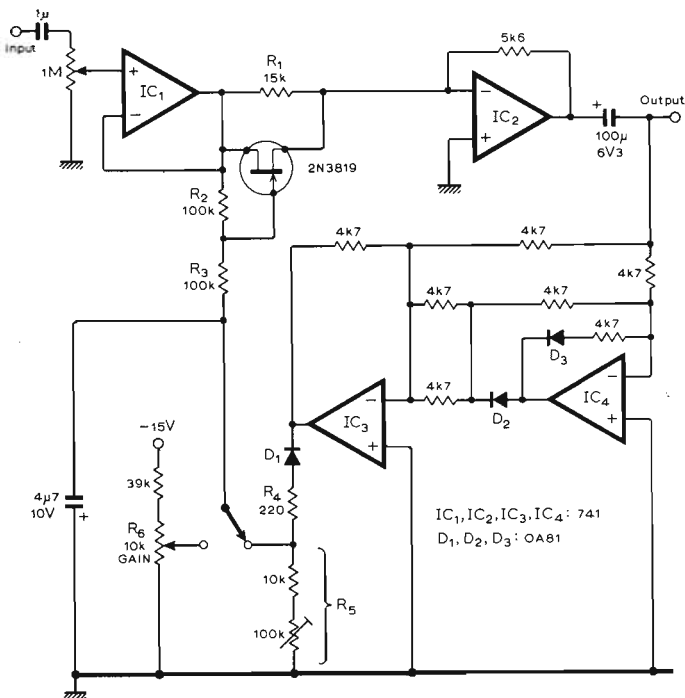 1μ
Input
1M
+
−
IC1
R1
15k
2N3819
R2
100k
R3
100k
5k6
−
+
IC2
+
100μ
6V3
Output
4k7
4k7
4k7
4k7
4k7
D3
4k7
4k7
D2
−
+
IC4
−
+
IC3
D1
R4
220
−15V
39k
R6
10k
GAIN
4μ7
10V
+
10k
100k
R5
IC1, IC2, IC3, IC4: 741
D1, D2, D3: OA81